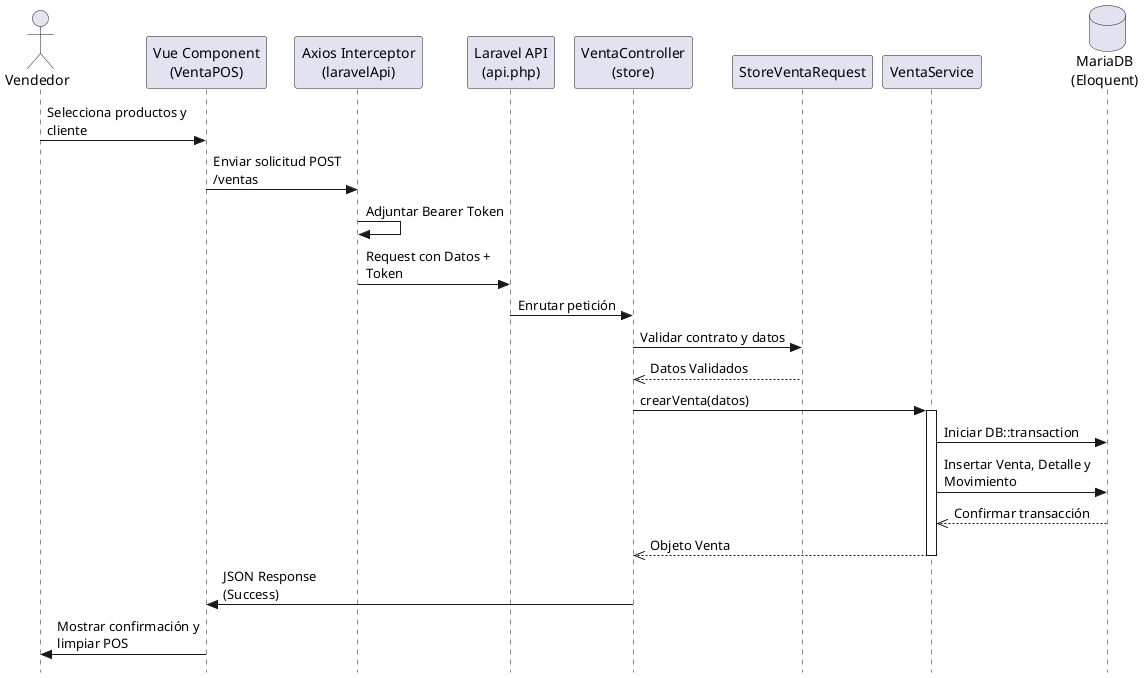 Vendedor
Vue Component
(VentaPOS)
Axios Interceptor
(laravelApi)
Laravel API
(api.php)
VentaController
(store)
StoreVentaRequest
VentaService
MariaDB
(Eloquent)
Selecciona productos y
cliente
Enviar solicitud POST
/ventas
Adjuntar Bearer Token
Request con Datos +
Token
Enrutar petición
Validar contrato y datos
Datos Validados
crearVenta(datos)
Iniciar DB::transaction
Insertar Venta, Detalle y
Movimiento
Confirmar transacción
Objeto Venta
JSON Response
(Success)
Mostrar confirmación y
limpiar POS